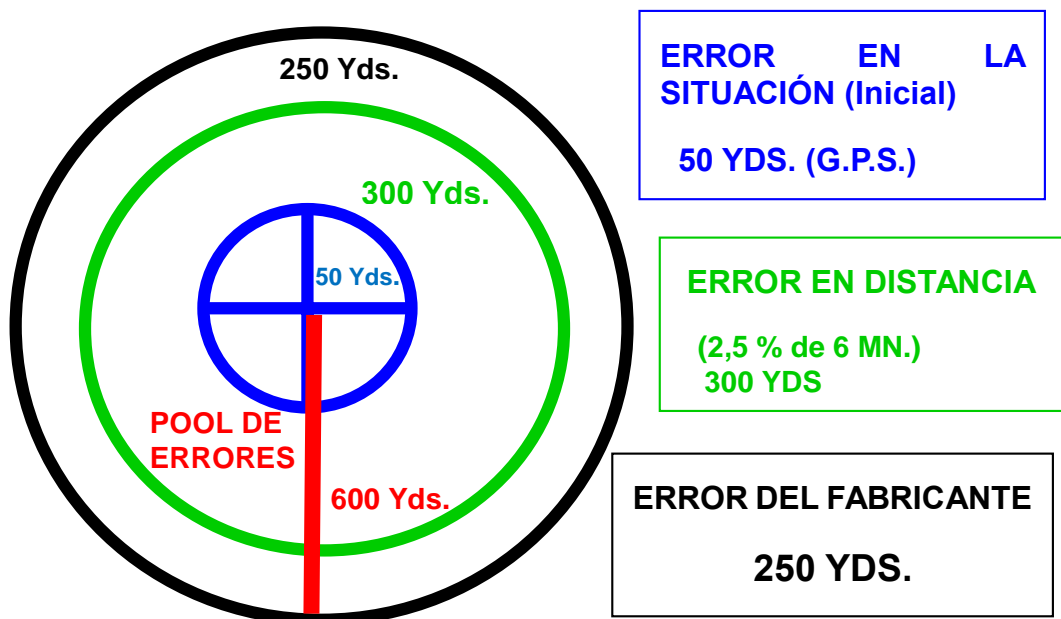 250 Yds.
300 Yds.
50 Yds.
POOL DE
ERRORES
600 Yds.
ERROR EN LA
SITUACIÓN (Inicial)
50 YDS. (G.P.S.)
ERROR EN DISTANCIA
(2,5 % de 6 MN.)
300 YDS
ERROR DEL FABRICANTE
250 YDS.